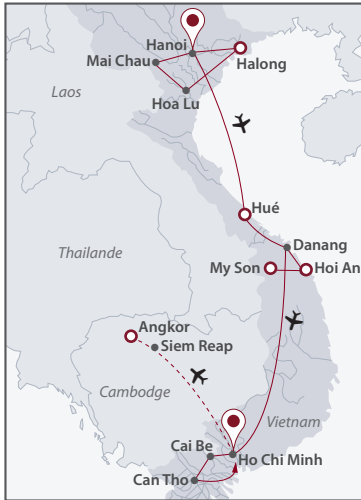 Hanoi
Mai Chau
Halong
Laos
Hoa Lu
Hué
Danang
Thailande
My Son
Hoi An
Angkor
Siem Reap
Cambodge
Vietnam
Cai Be
Ho Chi Minh
Can Tho